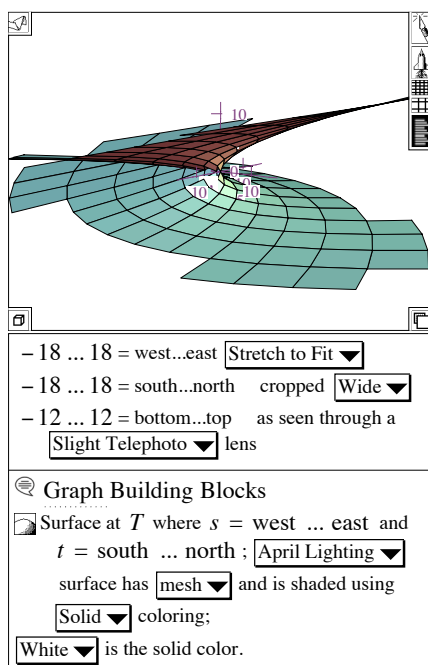 10
0
0
10
-10
− 18 ... 18 = west...east Stretch to Fit
− 18 ... 18 = south...north cropped Wide
− 12 ... 12 = bottom...top as seen through a
Slight Telephoto lens
Graph Building Blocks
Surface at T where s = west ... east and
t = south ... north ; April Lighting
surface has mesh and is shaded using
Solid coloring;
White is the solid color.